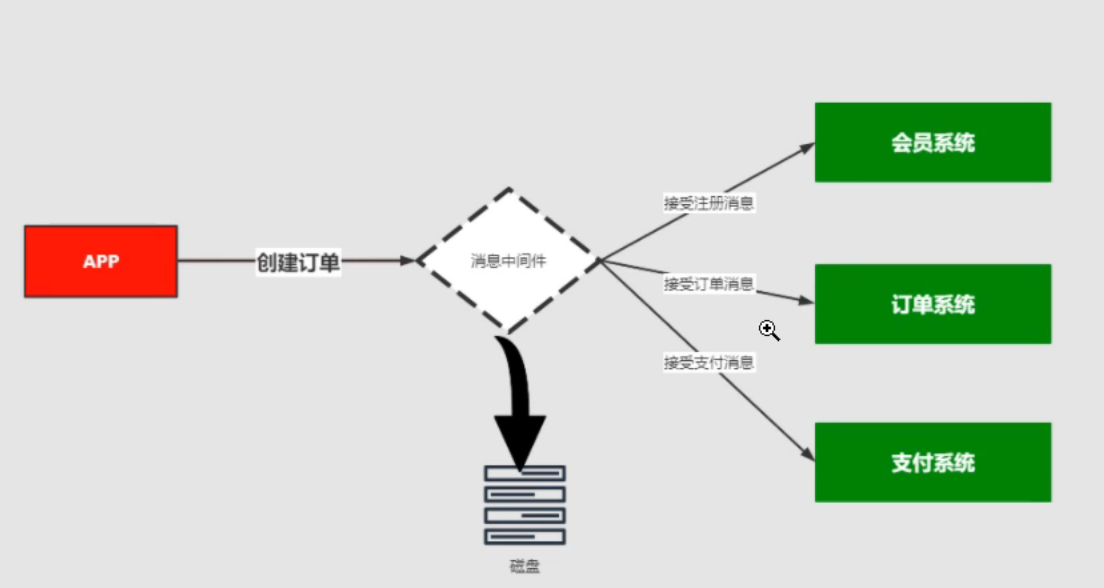 会员系统
接受注册消息
APP
创建订单
消息中间件
接受订单消息
订单系统
接受支付消息
支付系统
磁盘